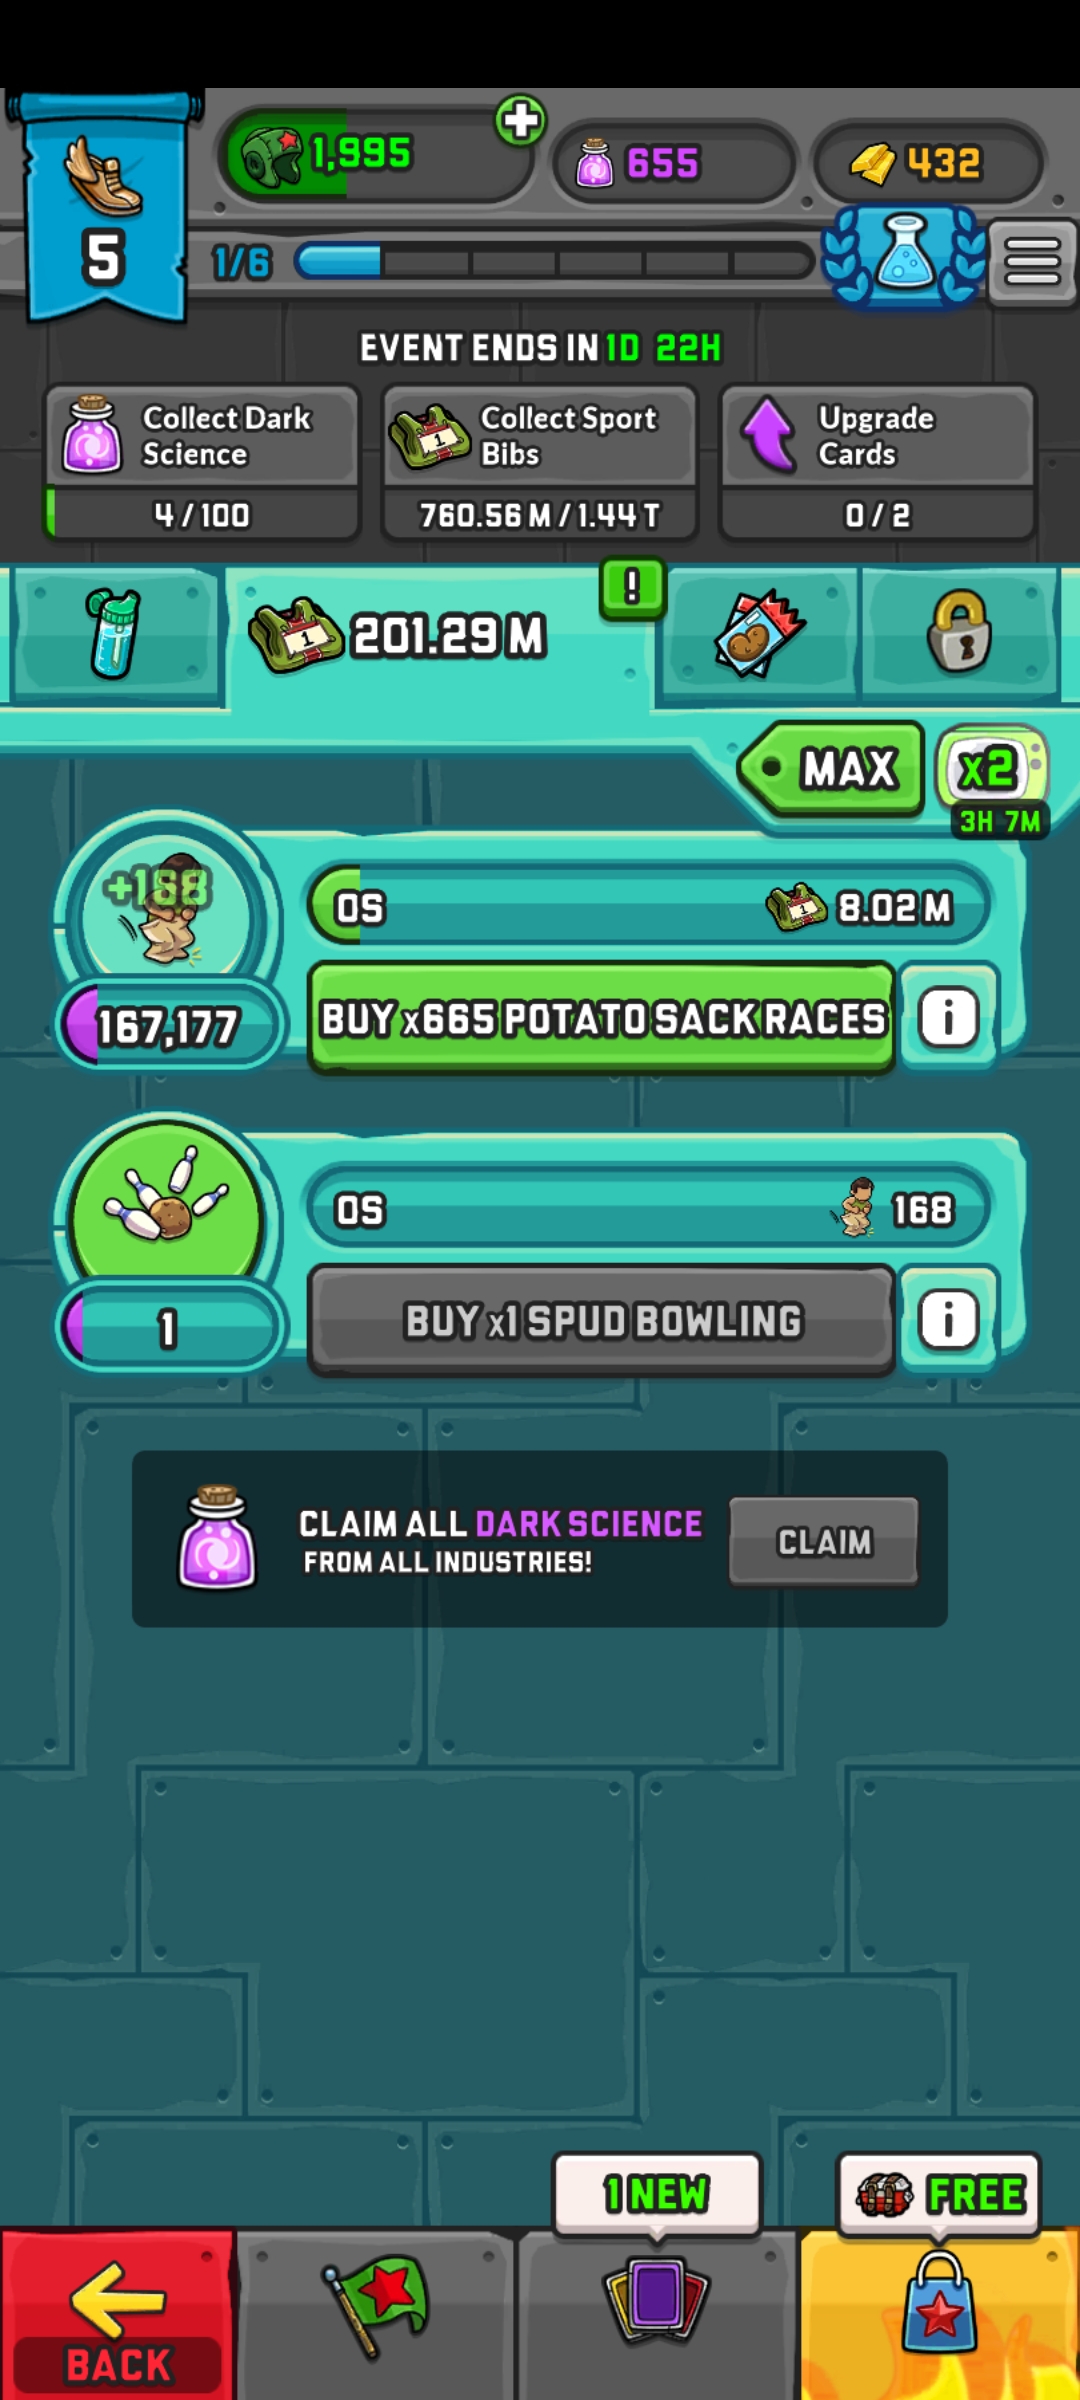 1,995
655
432
5
1/6
EVENT ENDS IN 1D 22H
Collect Dark Science
4/100
Collect Sport Bibs
760.56 M / 1.44 T
Upgrade Cards
0/2
1
201.29 M
!
MAX
x2
3H 7M
+168
0S
1
8.02 M
167,177
BUY x665 POTATO SACK RACES
i
0S
168
1
BUY x1 SPUD BOWLING
i
CLAIM ALL DARK SCIENCE
FROM ALL INDUSTRIES!
CLAIM
1 NEW
FREE
BACK